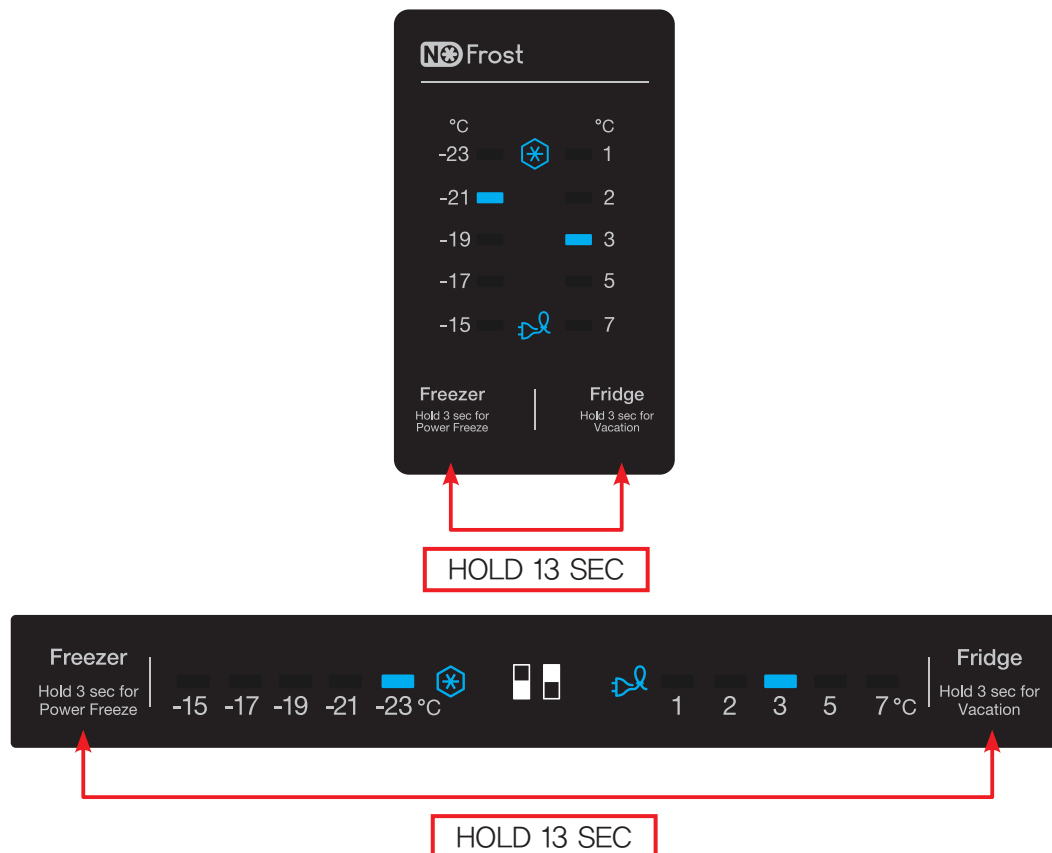 NO Frost
°C °C
-23 1
-21 2
-19 3
-17 5
-15 7
Freezer Fridge
Hold 3 sec for Hold 3 sec for
Power Freeze Vacation
HOLD 13 SEC
Freezer Fridge
Hold 3 sec for Hold 3 sec for
Power Freeze Vacation
-15 -17 -19 -21 -23 °C 1 2 3 5 7 °C
HOLD 13 SEC